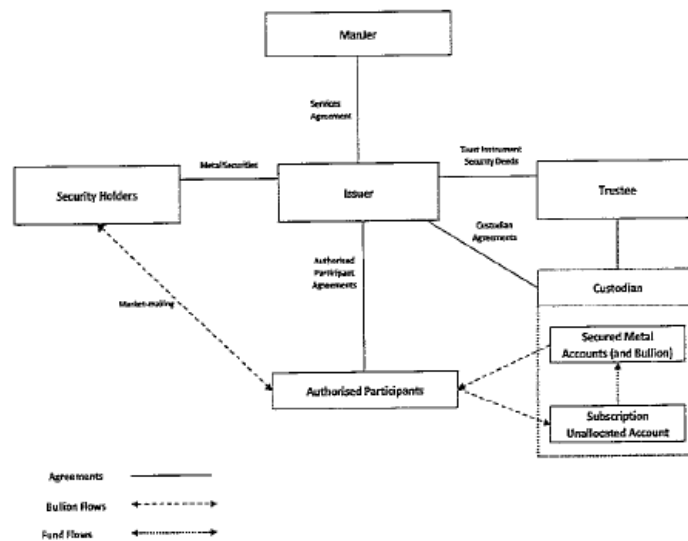 ManJer
Services
Agreement
Metal Securities
Trust Instrument
Security Deeds
Security Holders
Issuer
Trustee
Custodian
Agreements
Authorised
Participant
Agreements
Custodian
Market-making
Secured Metal
Accounts (and Bullion)
Authorised Participants
Subscription
Unallocated Account
Agreements
Bullion Flows
Fund Flows